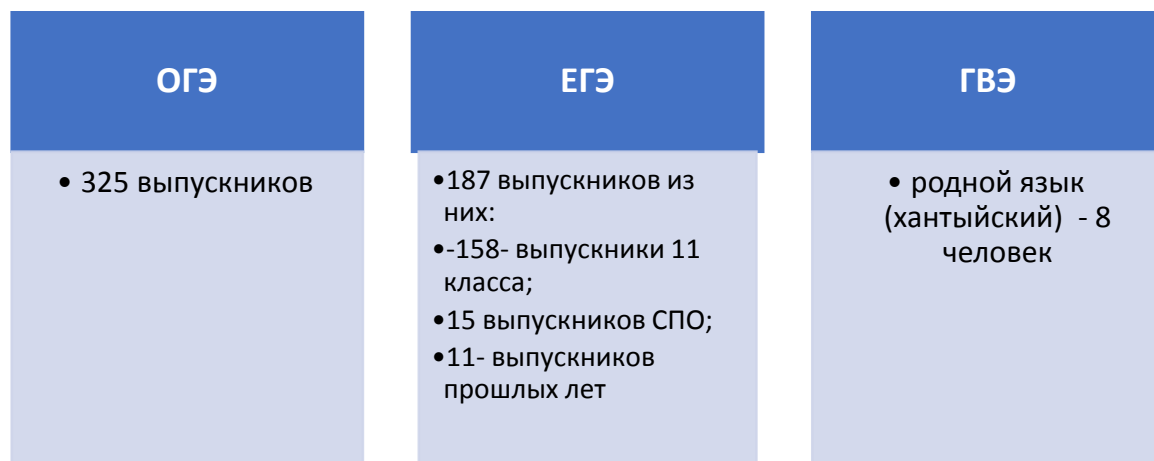 ОГЭ
• 325 выпускников
ЕГЭ
•187 выпускников из
них:
•-158- выпускники 11
класса;
•15 выпускников СПО;
•11- выпускников
прошлых лет
ГВЭ
• родной язык
(хантыйский) - 8
человек